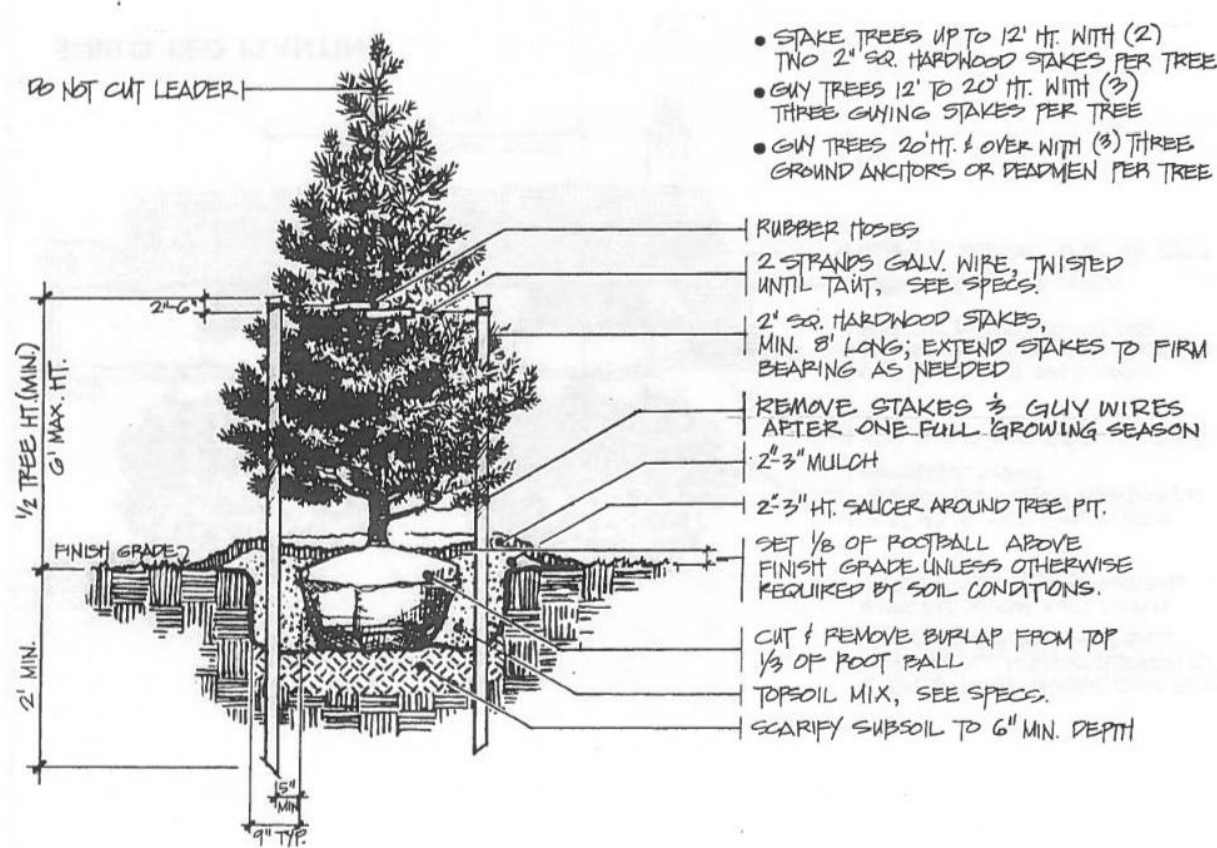 DO NOT CUT LEADER
• STAKE TREES UP TO 12' HT. WITH (2)
TWO 2" SQ. HARDWOOD STAKES PER TREE
• GUY TREES 12' TO 20' HT. WITH (3)
THREE GUYING STAKES PER TREE
• GUY TREES 20' HT. & OVER WITH (3) THREE
GROUND ANCHORS OR DEADMEN PER TREE
RUBBER HOSES
2 STRANDS GALV. WIRE, TWISTED
UNTIL TAUT, SEE SPECS.
2" SQ. HARDWOOD STAKES,
MIN. 8' LONG; EXTEND STAKES TO FIRM
BEARING AS NEEDED
REMOVE STAKES & GUY WIRES
AFTER ONE FULL GROWING SEASON
2"-3" MULCH
2"-3" HT. SAUCER AROUND TREE PIT.
SET 1/8 OF ROOTBALL ABOVE
FINISH GRADE UNLESS OTHERWISE
REQUIRED BY SOIL CONDITIONS.
CUT & REMOVE BURLAP FROM TOP
1/3 OF ROOT BALL
TOPSOIL MIX, SEE SPECS.
SCARIFY SUBSOIL TO 6" MIN. DEPTH
2"-6"
1/2 TREE HT. (MIN.)
6' MAX. HT.
FINISH GRADE
2' MIN.
MIN
9" TYP.